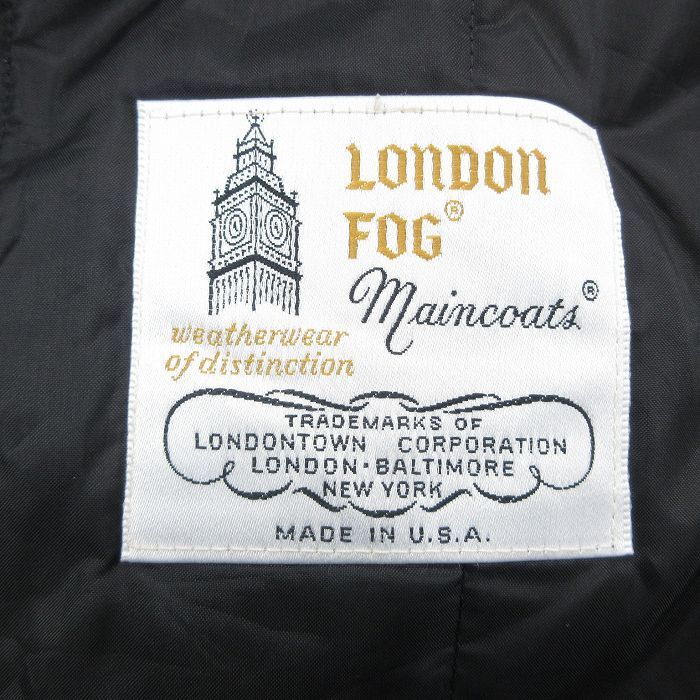 LONDON
FOG®
Maincoats®
weatherwear
of distinction
TRADEMARKS OF
LONDONTOWN CORPORATION
LONDON·BALTIMORE
NEW YORK
MADE IN U.S.A.